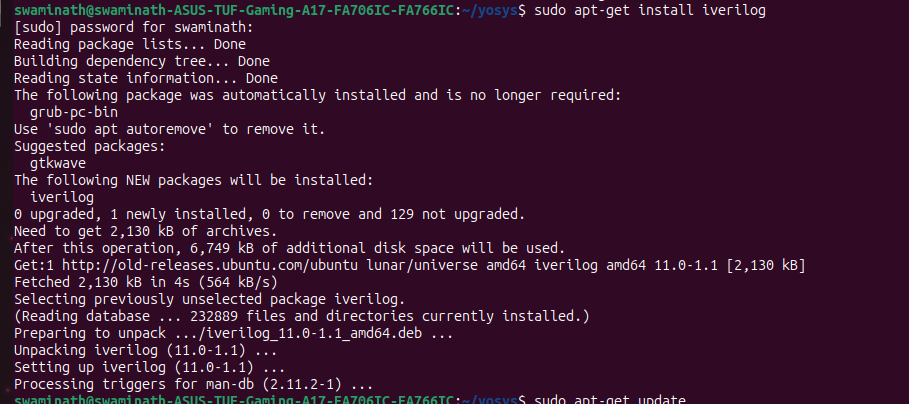 swaminath@swaminath-ASUS-TUF-Gaming-A17-FA706IC-FA766IC:~/yosys$ sudo apt-get install iverilog
[sudo] password for swaminath:
Reading package lists... Done
Building dependency tree... Done
Reading state information... Done
The following package was automatically installed and is no longer required:
  grub-pc-bin
Use 'sudo apt autoremove' to remove it.
Suggested packages:
  gtkwave
The following NEW packages will be installed:
  iverilog
0 upgraded, 1 newly installed, 0 to remove and 129 not upgraded.
Need to get 2,130 kB of archives.
After this operation, 6,749 kB of additional disk space will be used.
Get:1 http://old-releases.ubuntu.com/ubuntu lunar/universe amd64 iverilog amd64 11.0-1.1 [2,130 kB]
Fetched 2,130 kB in 4s (564 kB/s)
Selecting previously unselected package iverilog.
(Reading database ... 232889 files and directories currently installed.)
Preparing to unpack .../iverilog_11.0-1.1_amd64.deb ...
Unpacking iverilog (11.0-1.1) ...
Setting up iverilog (11.0-1.1) ...
Processing triggers for man-db (2.11.2-1) ...
swaminath@swaminath-ASUS-TUF-Gaming-A17-FA706IC-FA766IC:~/yosys$ sudo apt-get update